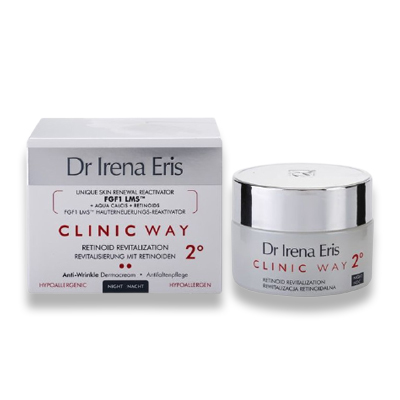 Dr Irena Eris
UNIQUE SKIN RENEWAL REACTIVATOR
FGF1 LMS™
+ AQUA CALCIS + RETINOIDS
FGF1 LMS™ HAUTERNEUERUNGS-REAKTIVATOR
CLINIC WAY
RETINOID REVITALIZATION 2°
REVITALISIERUNG MIT RETINOIDEN
Anti-Wrinkle Dermocream • Antifaltenpflege
HYPOALLERGENIC NIGHT NACHT HYPOALLERGEN
Dr Irena Eris
CLINIC WAY 2°
RETINOID REVITALIZATION
REWITALIZACJA RETINOIDALNA